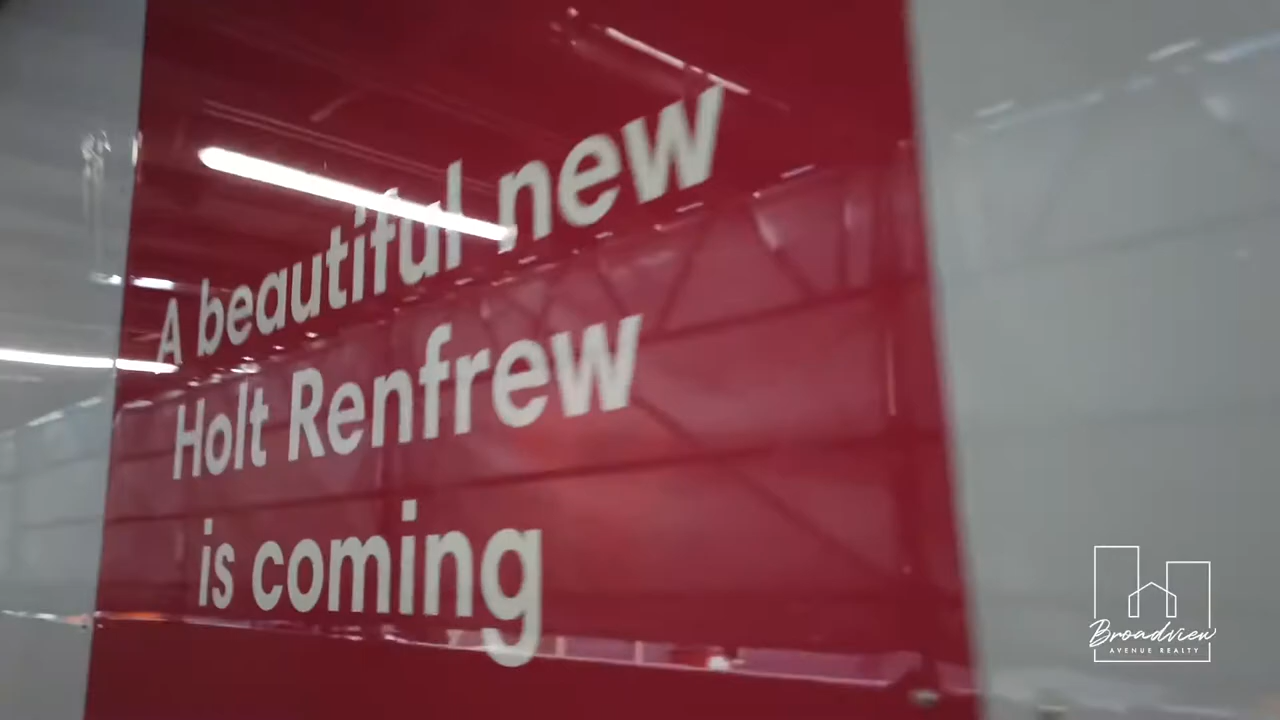 A beautiful new
Holt Renfrew
is coming
Broadview
AVENUE REALTY